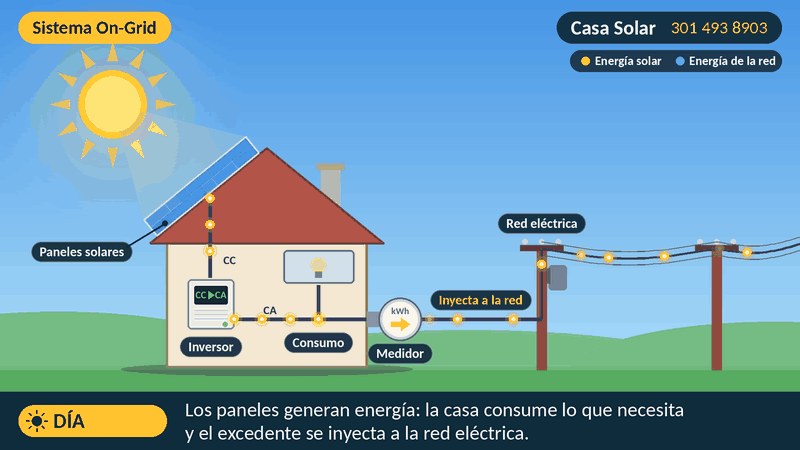 Sistema On-Grid
Casa Solar 301 493 8903
Energía solar Energía de la red
Red eléctrica
Paneles solares
CC
CC▶CA
CA
kWh
Inyecta a la red
Inversor
Consumo
Medidor
DÍA
Los paneles generan energía: la casa consume lo que necesita
y el excedente se inyecta a la red eléctrica.